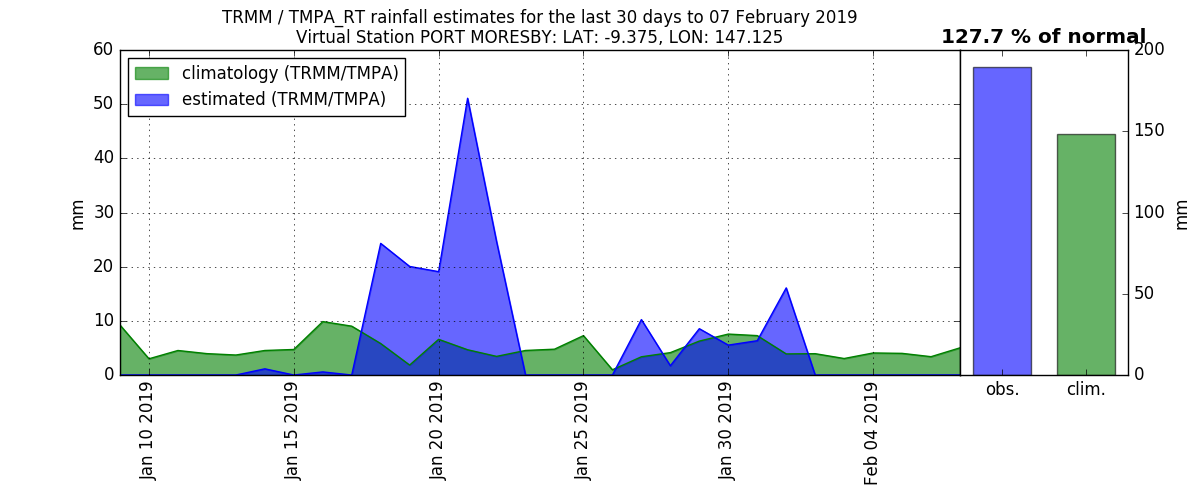 TRMM / TMPA_RT rainfall estimates for the last 30 days to 07 February 2019
Virtual Station PORT MORESBY: LAT: -9.375, LON: 147.125
127.7 % of normal
climatology (TRMM/TMPA)
estimated (TRMM/TMPA)
60
50
40
30
20
10
0
mm
Jan 10 2019
Jan 15 2019
Jan 20 2019
Jan 25 2019
Jan 30 2019
Feb 04 2019
obs.
clim.
200
150
100
50
0
mm